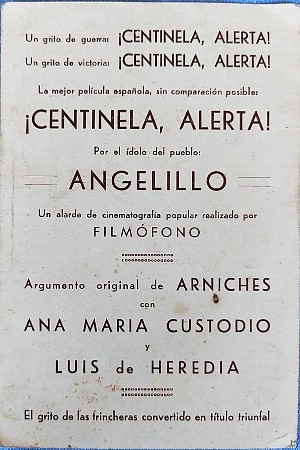 Un grito de guerra: ¡CENTINELA, ALERTA!
Un grito de victoria: ¡CENTINELA, ALERTA!
La mejor película española, sin comparación posible:
¡CENTINELA, ALERTA!
Por el ídolo del pueblo:
ANGELILLO
Un alarde de cinematografía popular realizado por
FILMÓFONO
Argumento original de ARNICHES
con
ANA MARIA CUSTODIO
y
LUIS de HEREDIA
El grito de las trincheras convertido en título triunfal